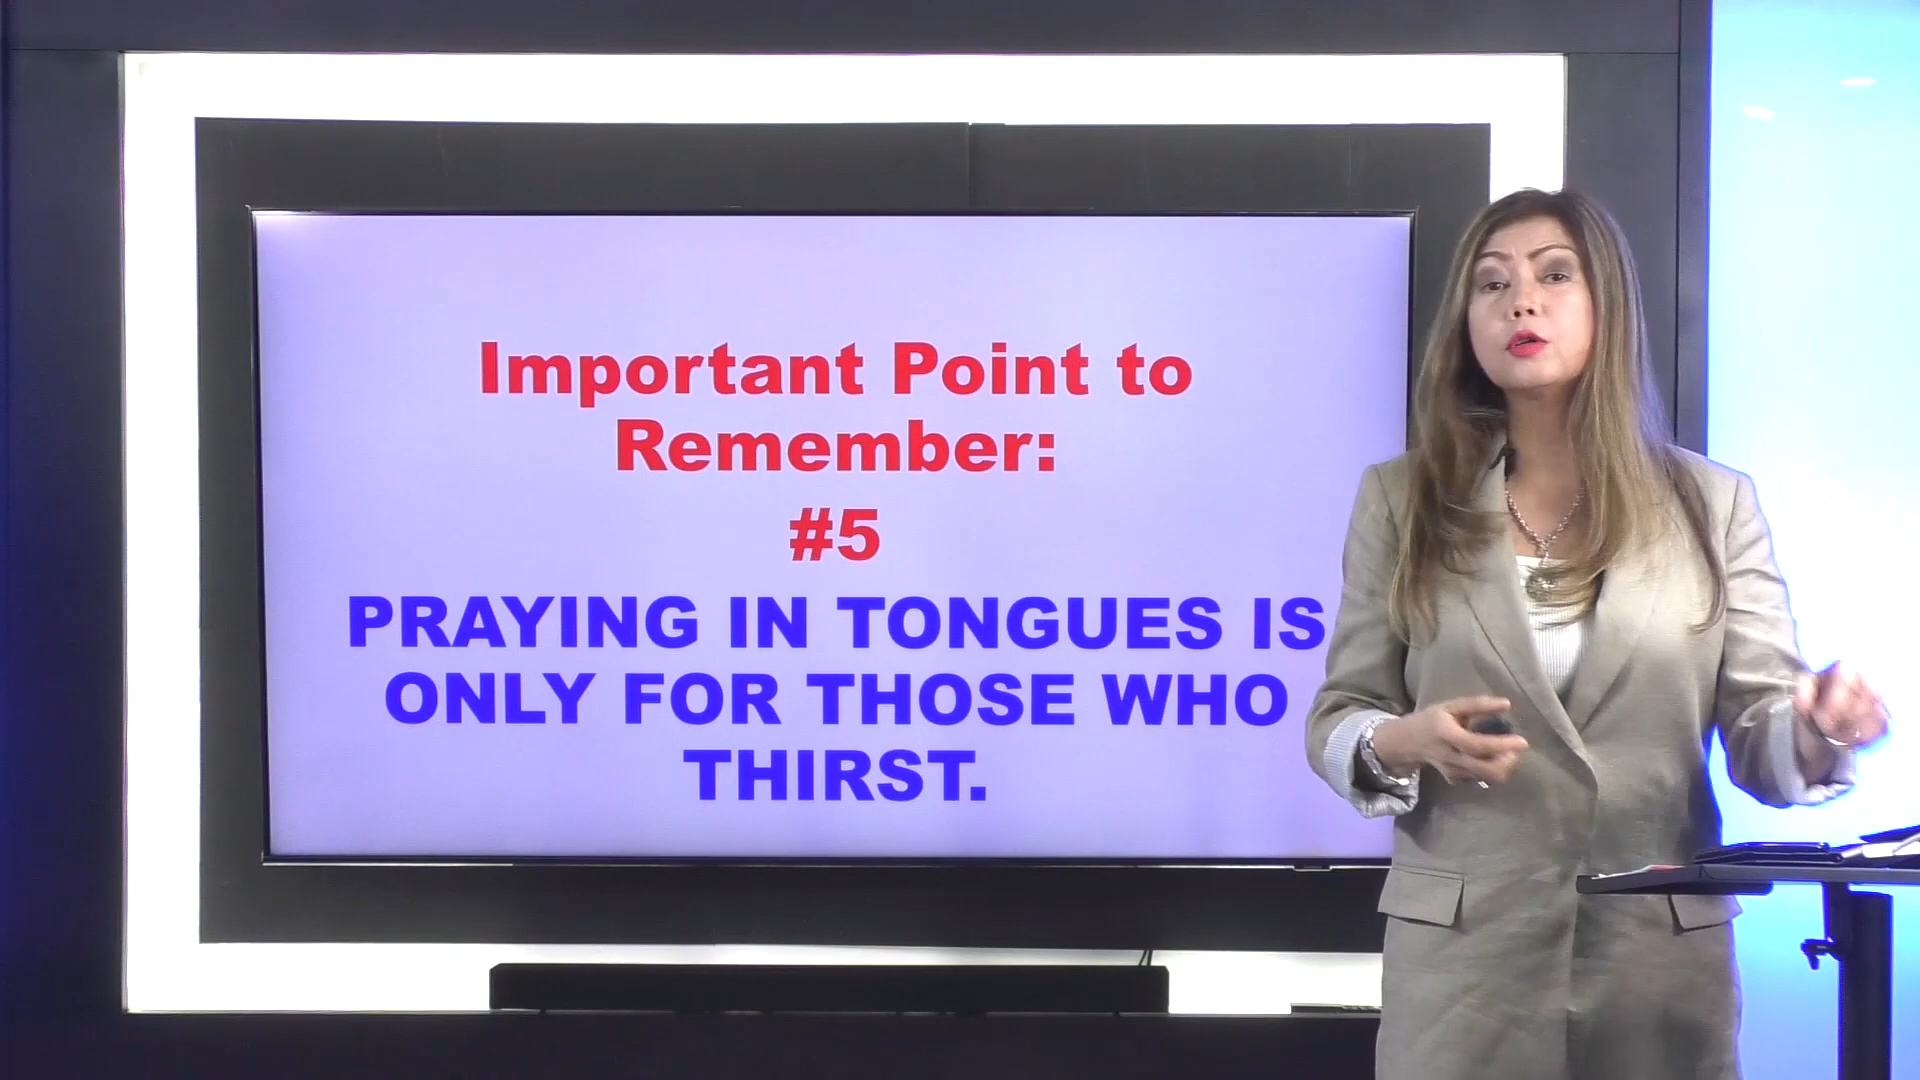 Important Point to
Remember:
#5
PRAYING IN TONGUES IS
ONLY FOR THOSE WHO
THIRST.